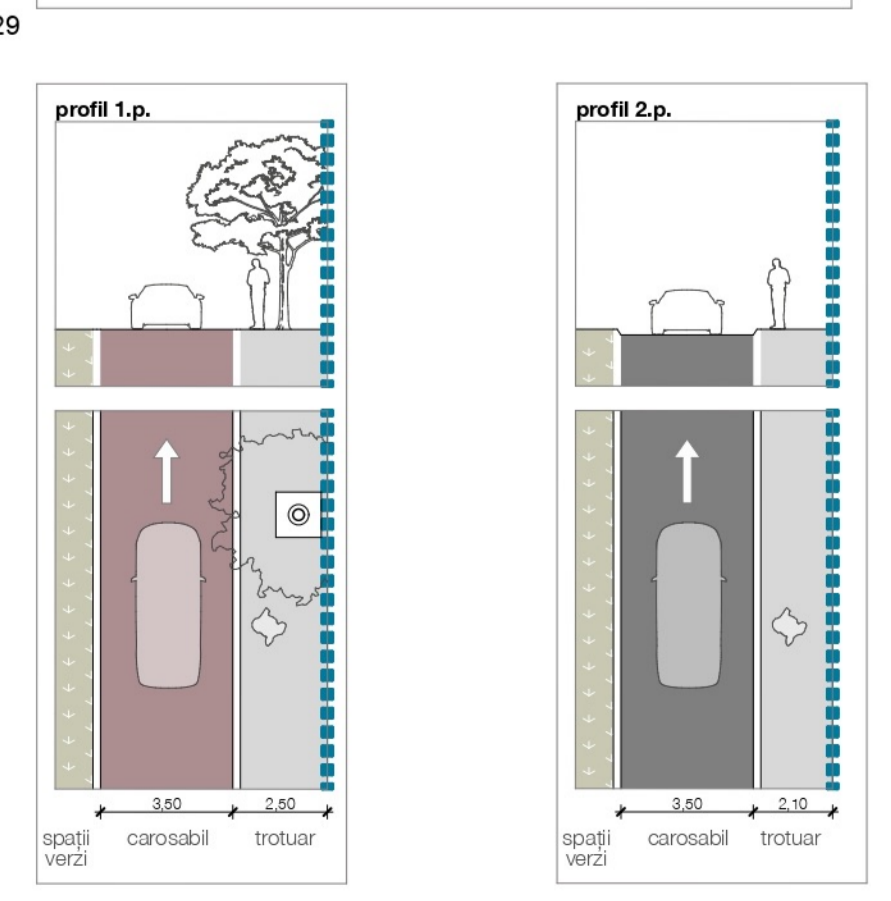 29
profil 1.p.
3,50 2,50
spații verzi carosabil trotuar
profil 2.p.
3,50 2,10
spații verzi carosabil trotuar